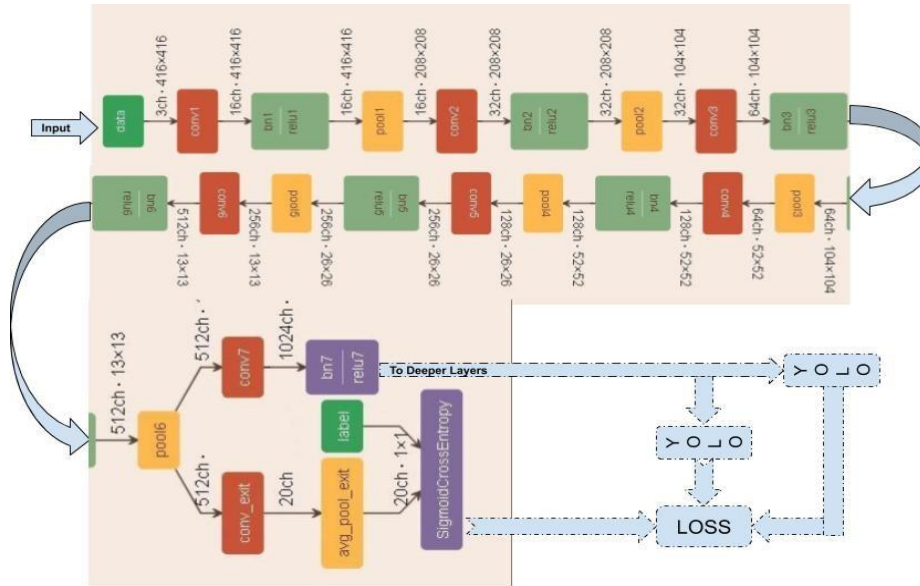 Input
data
3ch · 416×416
conv1
16ch · 416×416
bn1
relu1
16ch · 416×416
pool1
16ch · 208×208
conv2
32ch · 208×208
bn2
relu2
32ch · 208×208
pool2
32ch · 104×104
conv3
64ch · 104×104
bn3
relu3
64ch · 104×104
pool3
64ch · 52×52
conv4
128ch · 52×52
bn4
relu4
128ch · 52×52
pool4
128ch · 26×26
conv5
256ch · 26×26
bn5
relu5
256ch · 26×26
pool5
256ch · 13×13
conv6
512ch · 13×13
bn6
relu6
512ch · 13×13
pool6
512ch ·
conv7
1024ch ·
bn7
relu7
To Deeper Layers
YOLO
YOLO
512ch ·
conv_exit
20ch
avg_pool_exit
label
20ch · 1×1
SigmoidCrossEntropy
LOSS